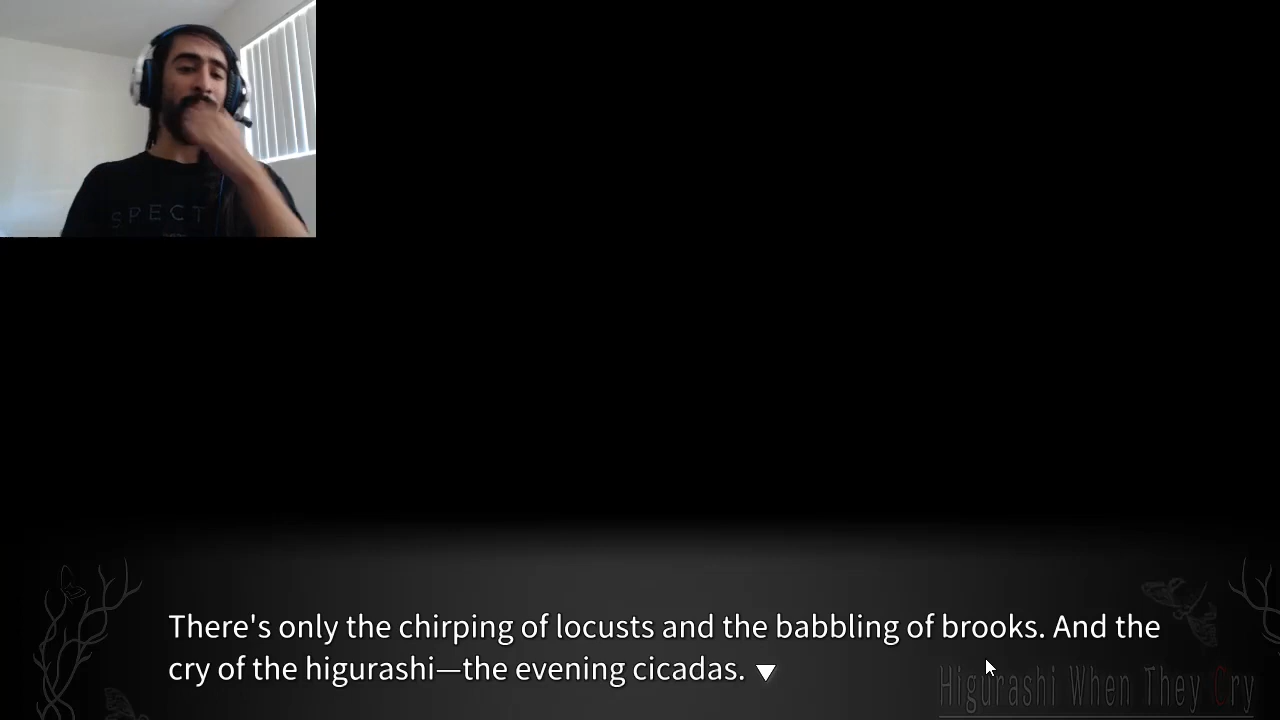 SPECT
There's only the chirping of locusts and the babbling of brooks. And the
cry of the higurashi—the evening cicadas.
Higurashi When They Cry